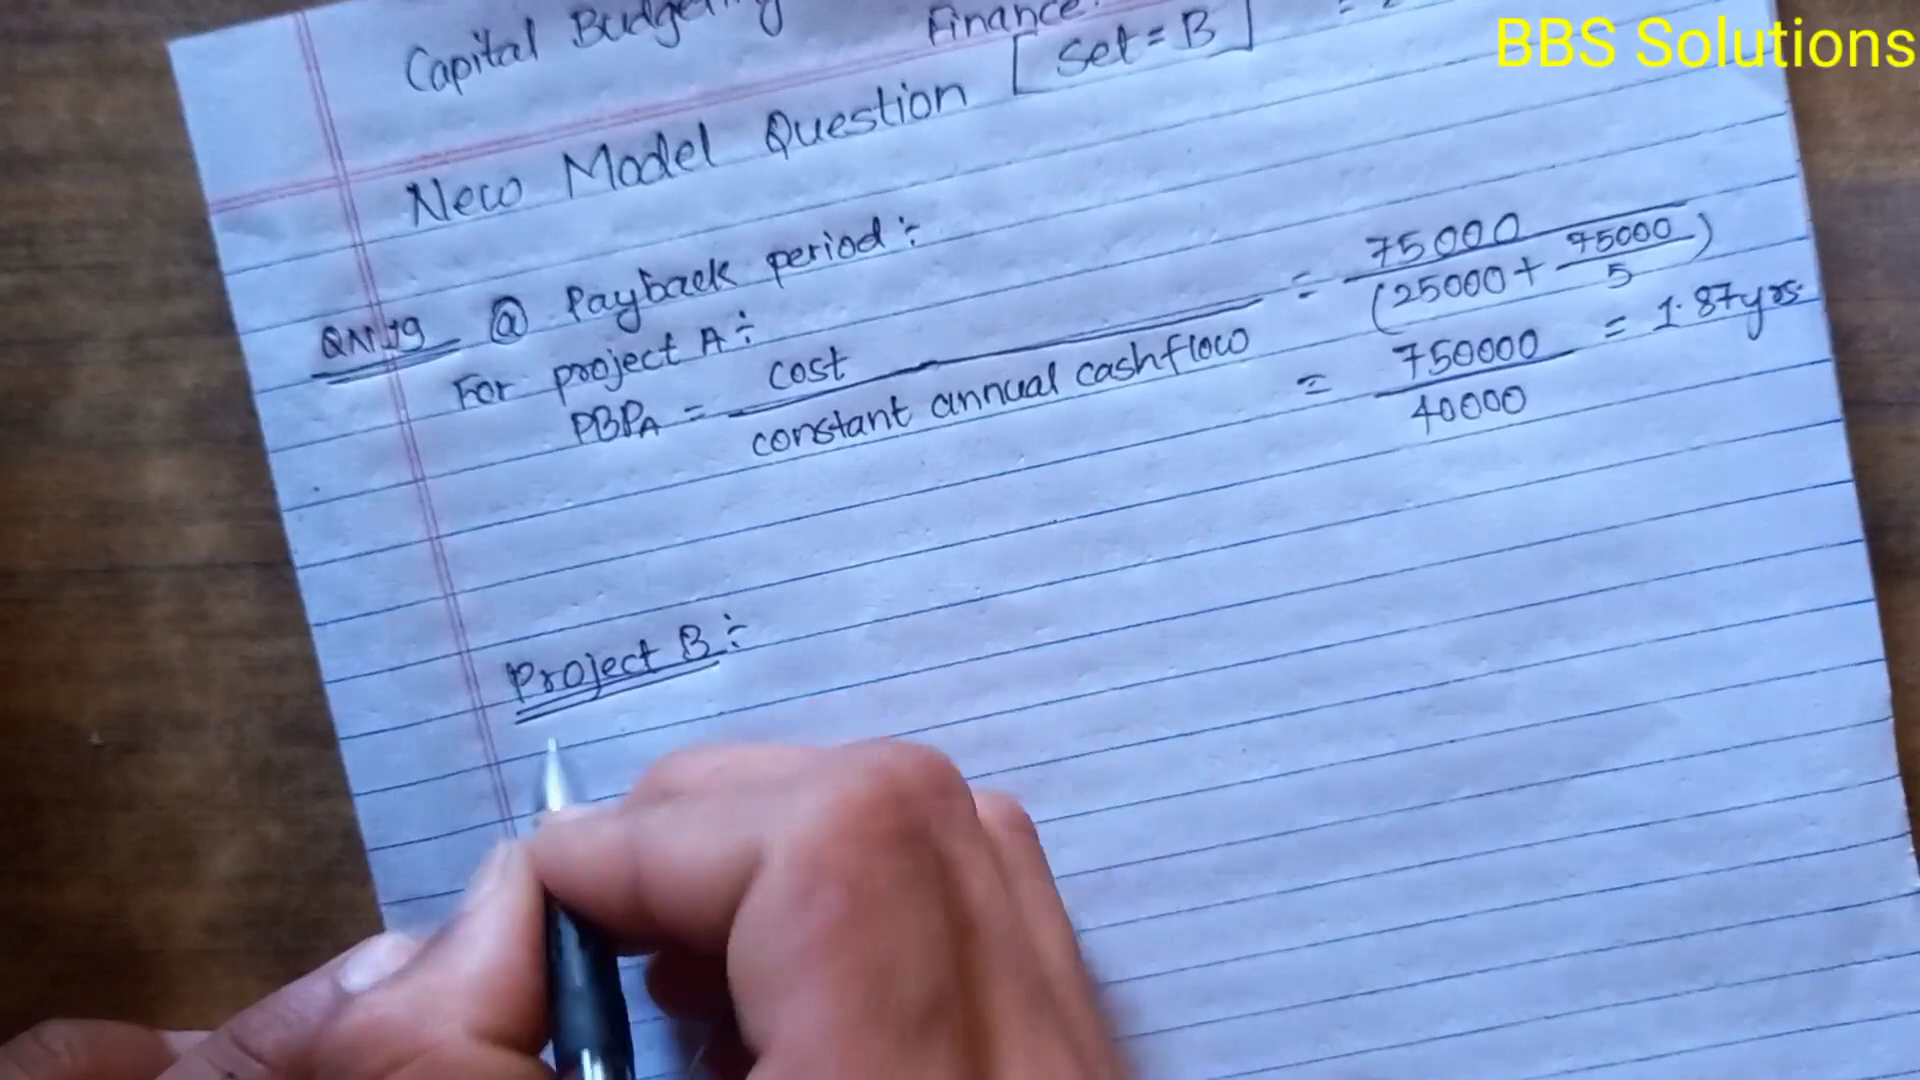 BBS Solutions
Capital Budgeting
Finance.
New Model Question [Set=B]
QN19 @ Payback period÷
For project A÷
PBPA = cost / constant annual cashflow = 75000 / (25000 + 75000 / 5)
= 750000 / 40000 = 1.87yrs.
Project B÷